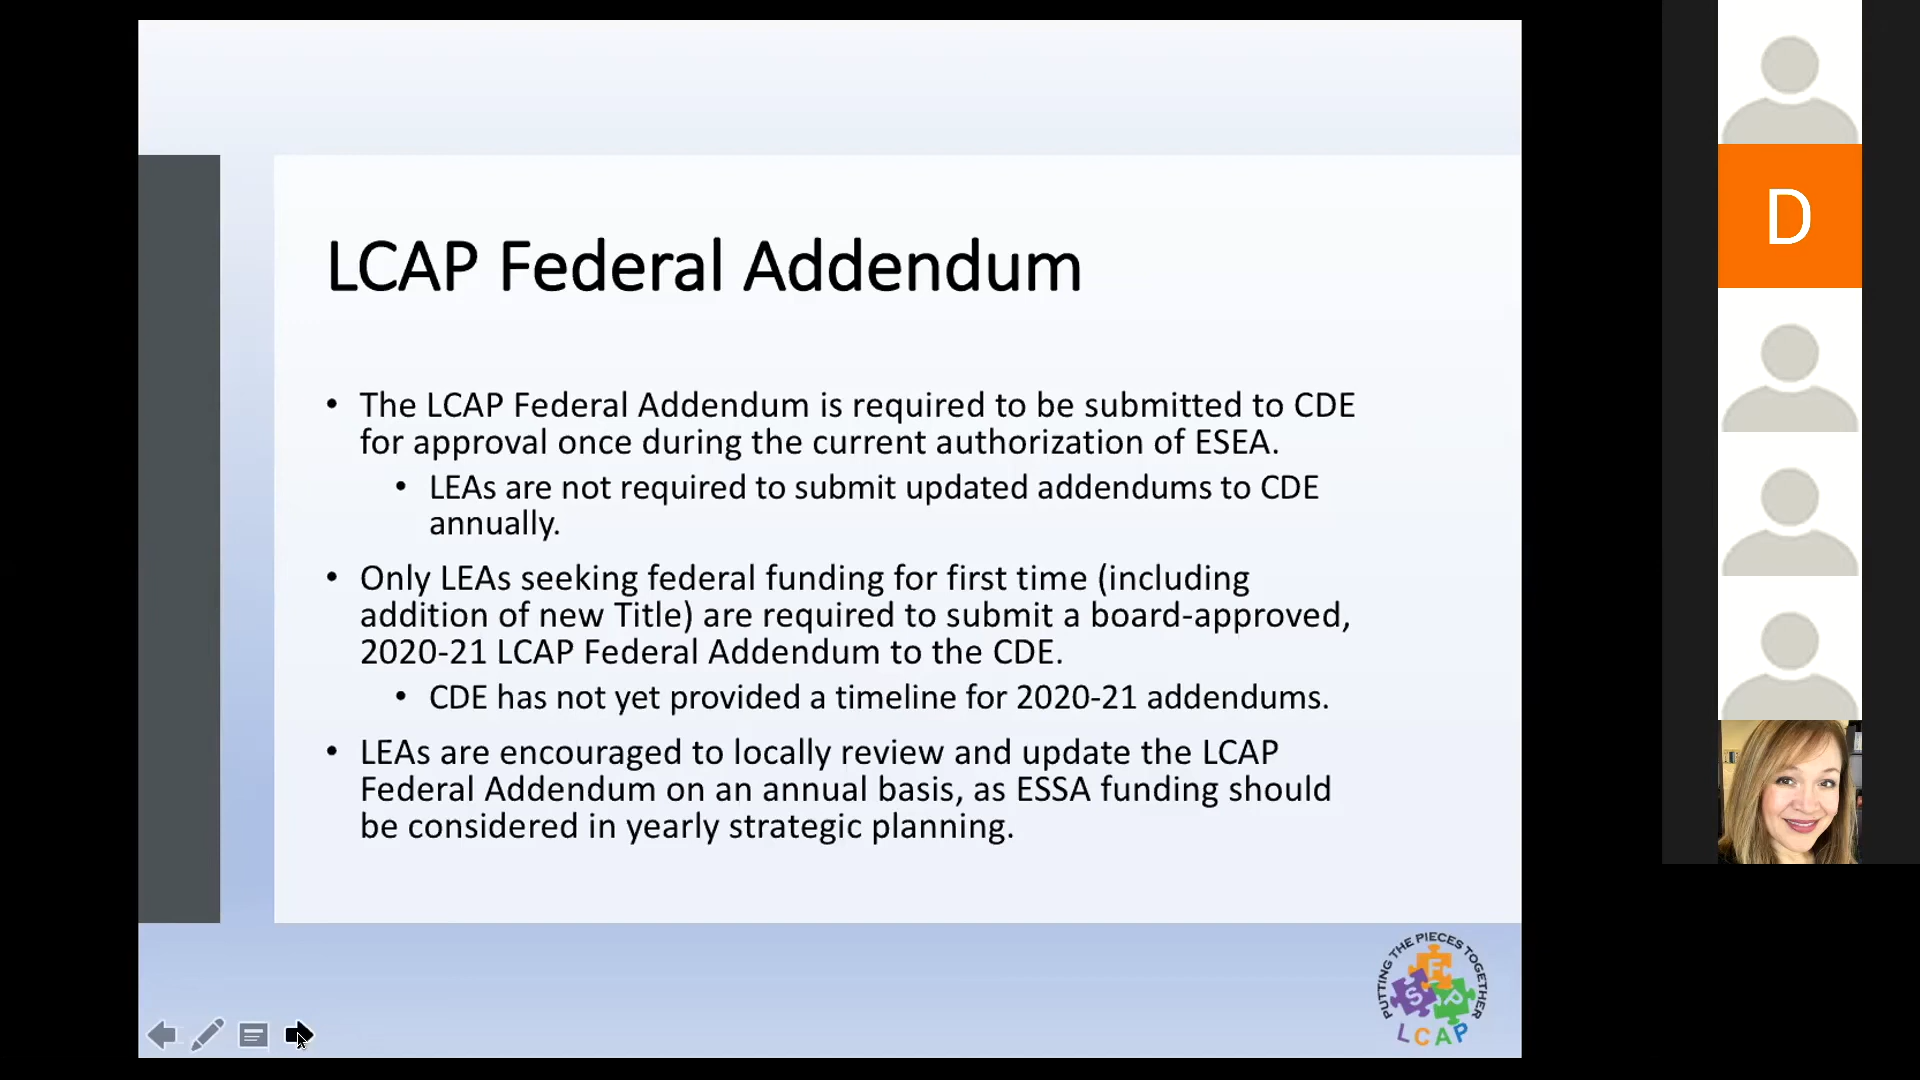 LCAP Federal Addendum
• The LCAP Federal Addendum is required to be submitted to CDE
for approval once during the current authorization of ESEA.
• LEAs are not required to submit updated addendums to CDE
annually.
• Only LEAs seeking federal funding for first time (including
addition of new Title) are required to submit a board-approved,
2020-21 LCAP Federal Addendum to the CDE.
• CDE has not yet provided a timeline for 2020-21 addendums.
• LEAs are encouraged to locally review and update the LCAP
Federal Addendum on an annual basis, as ESSA funding should
be considered in yearly strategic planning.
D
PUTTING THE PIECES TOGETHER
F
S P
LCAP